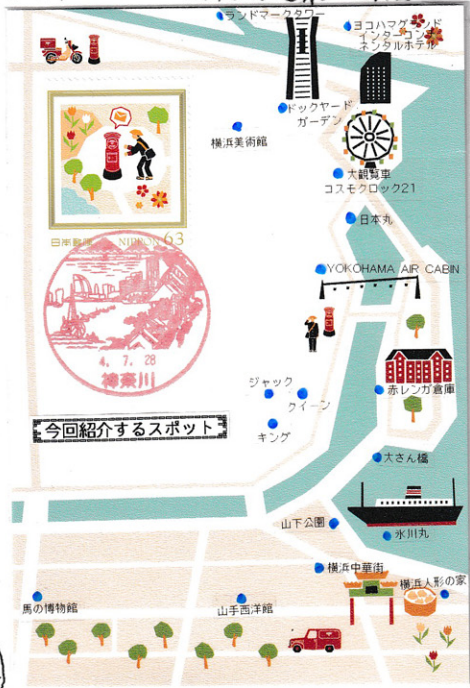 ランドマークタワー
ヨコハマグランド
インターコンチ
ネンタルホテル
ドックヤード
ガーデン
横浜美術館
大観覧車
コスモクロック21
日本丸
日本郵便 NIPPON 63
YOKOHAMA AIR CABIN
4.7.28
神奈川
ジャック
クイーン
キング
赤レンガ倉庫
今回紹介するスポット
大さん橋
山下公園
氷川丸
横浜中華街
横浜人形の家
馬の博物館
山手西洋館